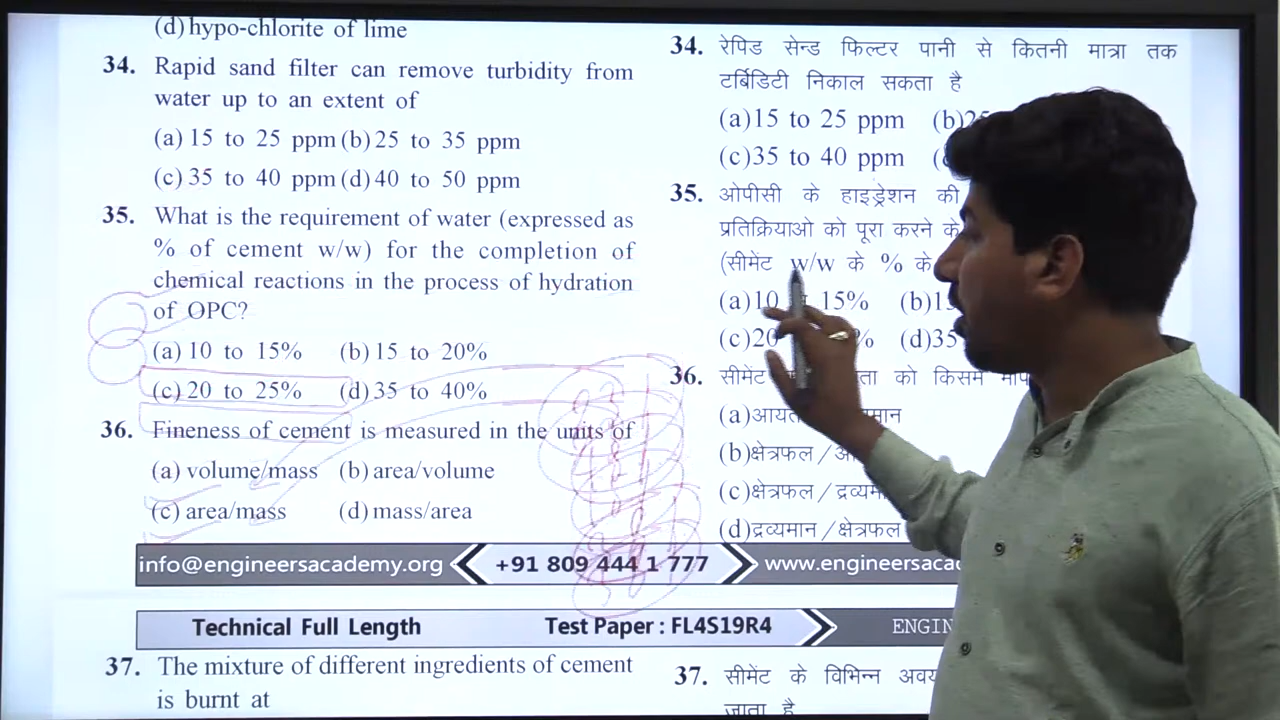 (d) hypo-chlorite of lime
34. Rapid sand filter can remove turbidity from
water up to an extent of
(a) 15 to 25 ppm (b) 25 to 35 ppm
(c) 35 to 40 ppm (d) 40 to 50 ppm
35. What is the requirement of water (expressed as
% of cement w/w) for the completion of
chemical reactions in the process of hydration
of OPC?
(a) 10 to 15% (b) 15 to 20%
(c) 20 to 25% (d) 35 to 40%
36. Fineness of cement is measured in the units of
(a) volume/mass (b) area/volume
(c) area/mass (d) mass/area
34. रेपिड सेन्ड फिल्टर पानी से कितनी मात्रा तक
टर्बिडिटी निकाल सकता है
(a) 15 to 25 ppm (b)
(c) 35 to 40 ppm
35. ओपीसी के हाइड्रेशन की
प्रतिक्रियाओ को पूरा करने के
(सीमेंट w/w के % के
(a) 10 15% (b)
(c) 20 % (d) 35
36. सीमेंट को किसमें
(a)
(b) क्षेत्रफल /
(c) क्षेत्रफल /
(d) द्रव्यमान / क्षेत्रफल
info@engineersacademy.org +91 809 444 1 777
Technical Full Length Test Paper : FL4S19R4
37. The mixture of different ingredients of cement
is burnt at
37. सीमेंट के विभिन्न
जाता है